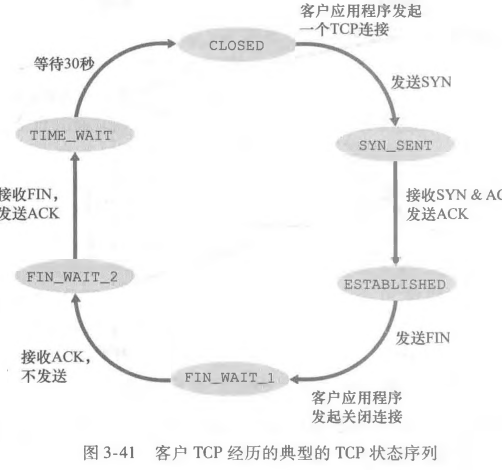 客户应用程序发起
一个TCP连接
CLOSED
等待30秒
发送SYN
TIME_WAIT
SYN_SENT
接收FIN，
发送ACK
接收SYN & AC
发送ACK
FIN_WAIT_2
ESTABLISHED
发送FIN
接收ACK，
不发送
FIN_WAIT_1
客户应用程序
发起关闭连接
图 3-41 客户 TCP 经历的典型的 TCP 状态序列